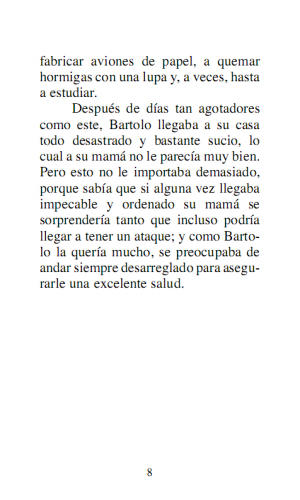 fabricar aviones de papel, a quemar
hormigas con una lupa y, a veces, hasta
a estudiar.
Después de días tan agotadores
como este, Bartolo llegaba a su casa
todo desastrado y bastante sucio, lo
cual a su mamá no le parecía muy bien.
Pero esto no le importaba demasiado,
porque sabía que si alguna vez llegaba
impecable y ordenado su mamá se
sorprendería tanto que incluso podría
llegar a tener un ataque; y como Barto-
lo la quería mucho, se preocupaba de
andar siempre desarreglado para asegu-
rarle una excelente salud.
8